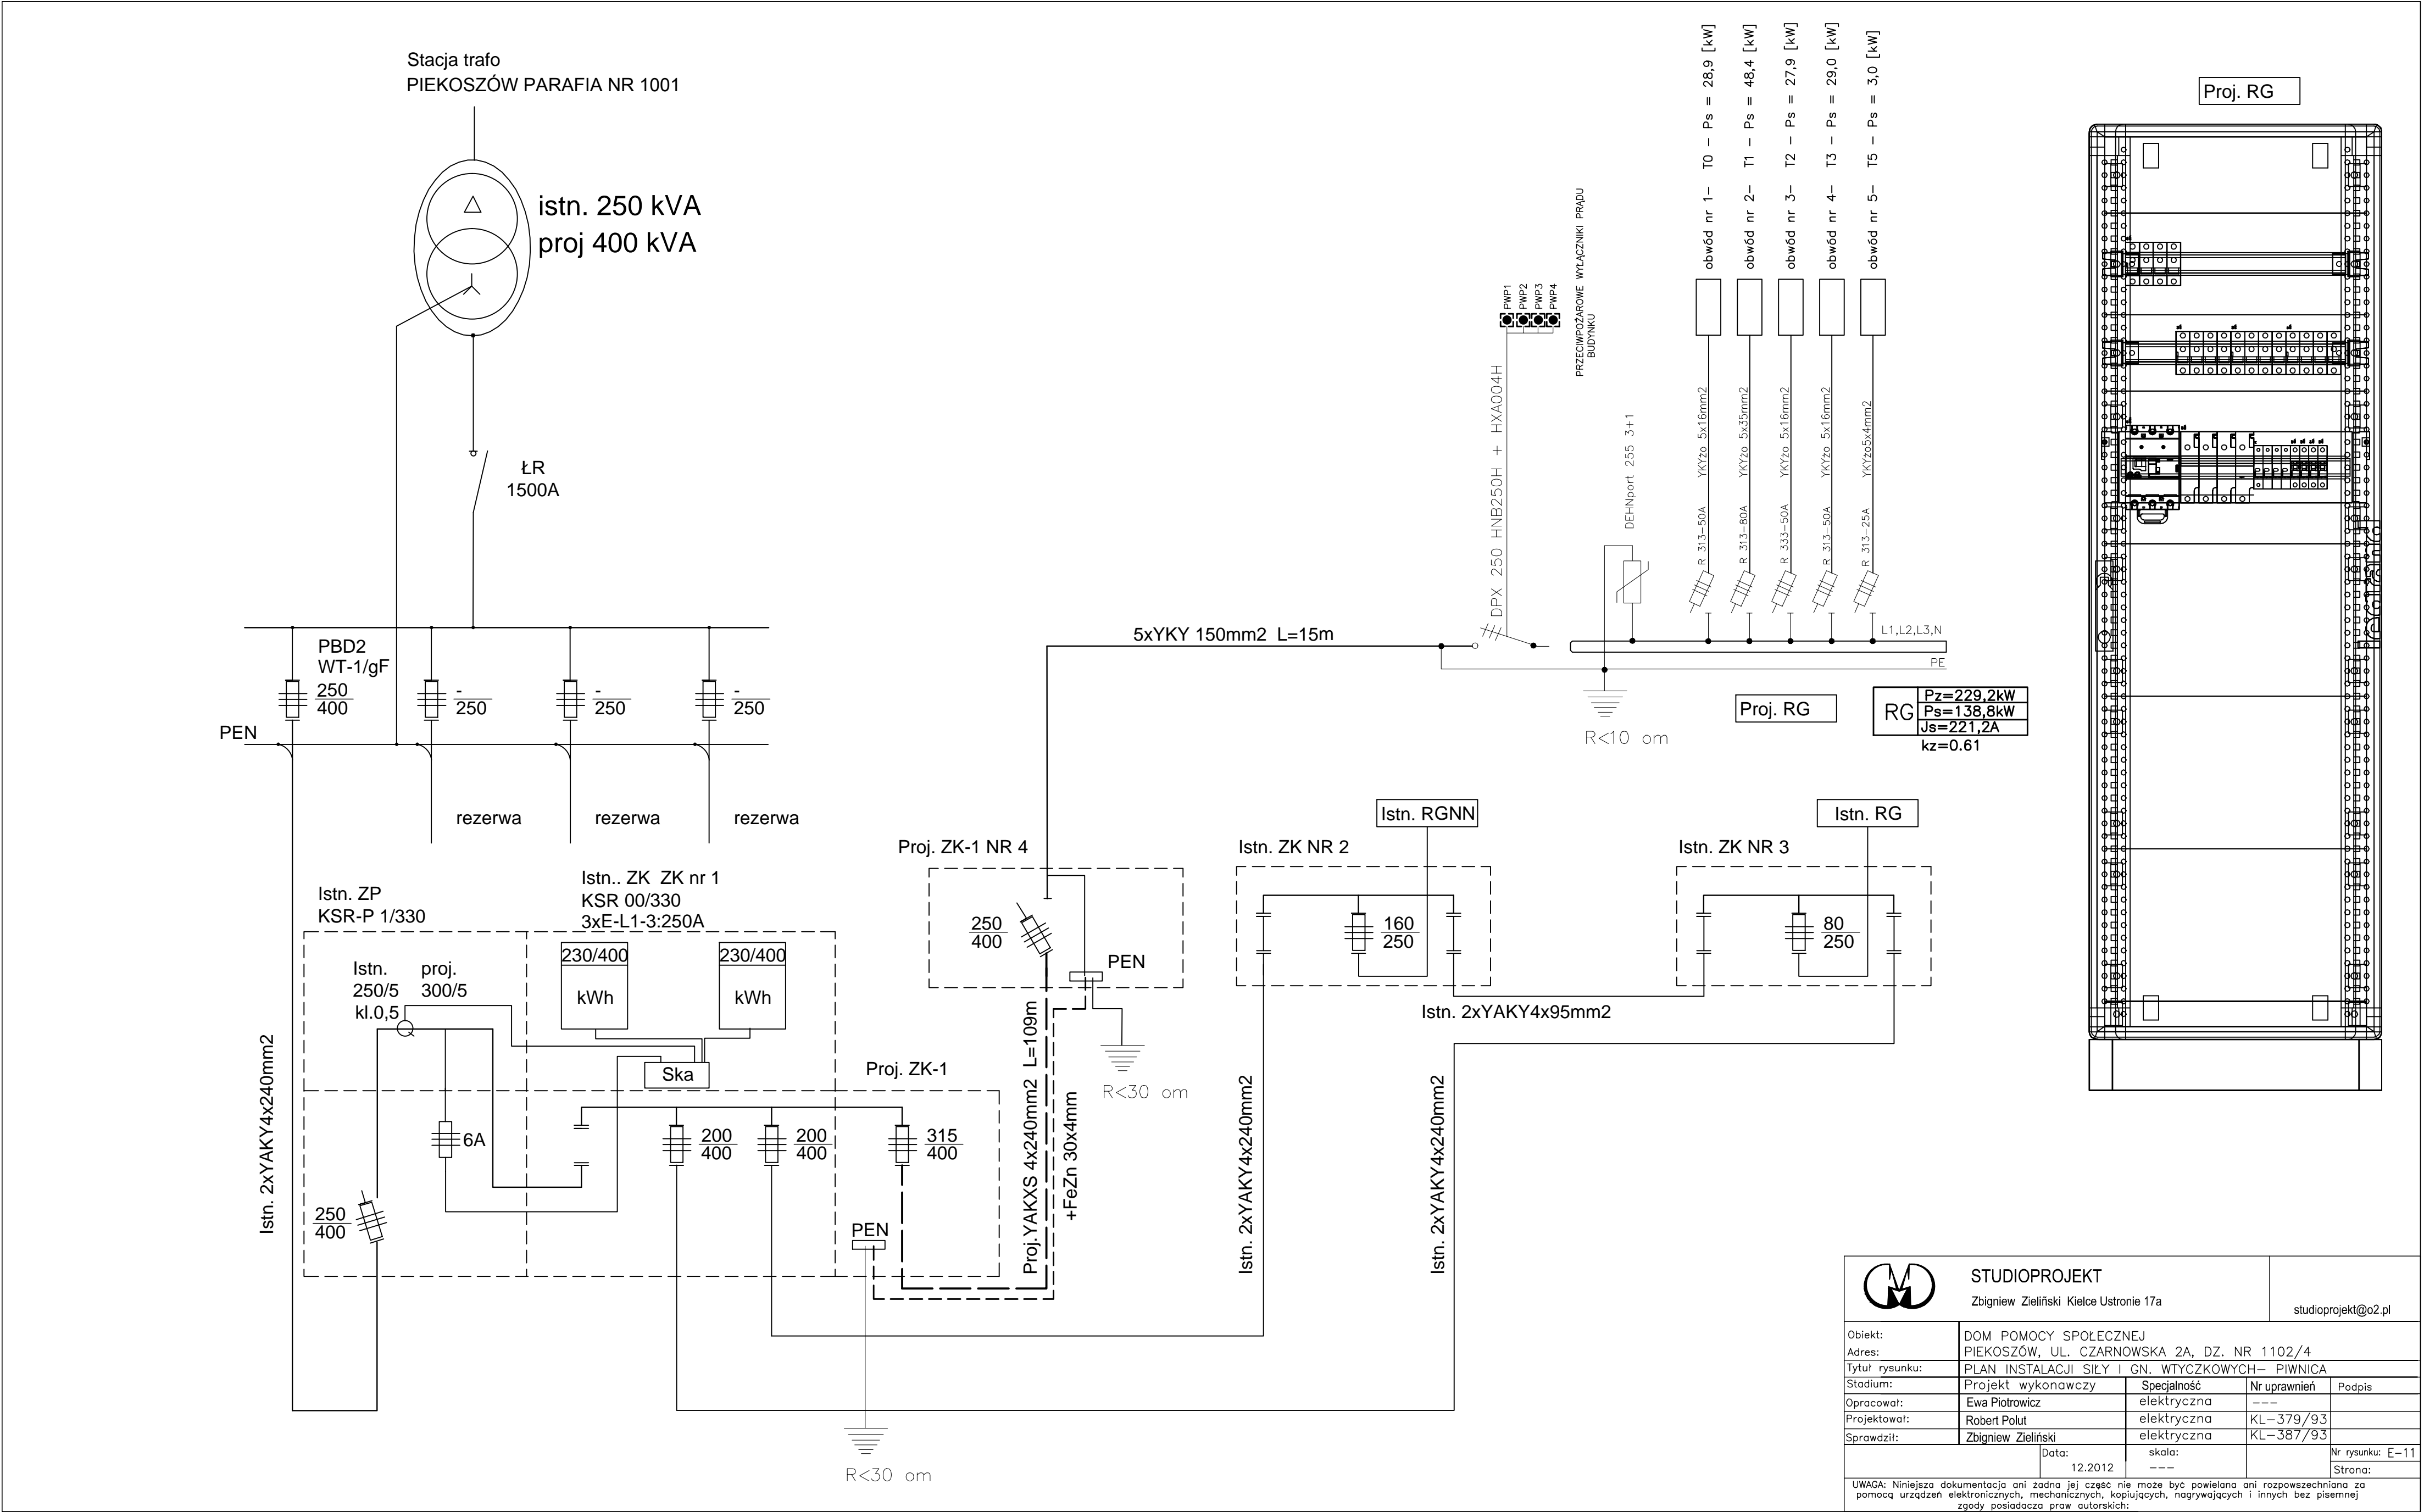 Stacja trafo
PIEKOSZÓW PARAFIA NR 1001
istn. 250 kVA
proj 400 kVA
ŁR
1500A
PBD2
WT-1/gF
250
400
-
250
-
250
-
250
PEN
rezerwa
rezerwa
rezerwa
Istn. 2xYAKY4x240mm2
Istn. ZP
KSR-P 1/330
Istn.. ZK  ZK nr 1
KSR 00/330
3xE-L1-3:250A
Istn. proj.
250/5 300/5
kl.0,5
230/400
kWh
230/400
kWh
Ska
Proj. ZK-1
6A
200
400
200
400
315
400
250
400
PEN
R<30 om
Proj. ZK-1 NR 4
250
400
PEN
R<30 om
Proj.YAKXS 4x240mm2 L=109m
+FeZn 30x4mm
5xYKY 150mm2 L=15m
Istn. ZK NR 2
Istn. RGNN
160
250
Istn. ZK NR 3
Istn. RG
80
250
Istn. 2xYAKY4x95mm2
Istn. 2xYAKY4x240mm2
Istn. 2xYAKY4x240mm2
DPX 250 HNB250H + HXA004H
PWP1
PWP2
PWP3
PWP4
PRZECIWPOŻAROWE WYŁĄCZNIKI PRĄDU
BUDYNKU
DEHNport 255 3+1
R 313-50A YKYżo 5x16mm2
obwód nr 1- T0 - Ps = 28,9 [kW]
R 313-80A YKYżo 5x35mm2
obwód nr 2- T1 - Ps = 48,4 [kW]
R 333-50A YKYżo 5x16mm2
obwód nr 3- T2 - Ps = 27,9 [kW]
R 313-50A YKYżo 5x16mm2
obwód nr 4- T3 - Ps = 29,0 [kW]
R 313-25A YKYżo5x4mm2
obwód nr 5- T5 - Ps = 3,0 [kW]
L1,L2,L3,N
PE
R<10 om
Proj. RG
RG
Pz=229,2kW
Ps=138,8kW
Js=221,2A
kz=0.61
Proj. RG
STUDIOPROJEKT
Zbigniew Zieliński Kielce Ustronie 17a
studioprojekt@o2.pl
Obiekt: DOM POMOCY SPOŁECZNEJ
Adres: PIEKOSZÓW, UL. CZARNOWSKA 2A, DZ. NR 1102/4
Tytuł rysunku: PLAN INSTALACJI SIŁY I GN. WTYCZKOWYCH- PIWNICA
Stadium: Projekt wykonawczy Specjalność Nr uprawnień Podpis
Opracował: Ewa Piotrowicz elektryczna ---
Projektował: Robert Polut elektryczna KL-379/93
Sprawdził: Zbigniew Zieliński elektryczna KL-387/93
Data: skala: Nr rysunku: E-11
12.2012 --- Strona:
UWAGA: Niniejsza dokumentacja ani żadna jej część nie może być powielana ani rozpowszechniana za
pomocą urządzeń elektronicznych, mechanicznych, kopiujących, nagrywających i innych bez pisemnej
zgody posiadacza praw autorskich: